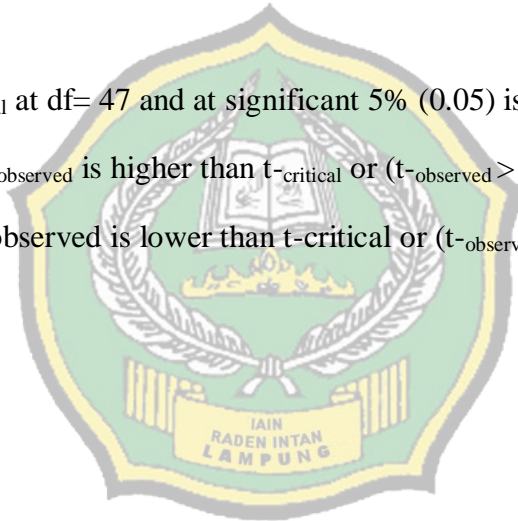 l at df= 47 and at significant 5% (0.05) is
observed is higher than t-critical or (t-observed >
observed is lower than t-critical or (t-observ
IAIN
RADEN INTAN
LAMPUNG